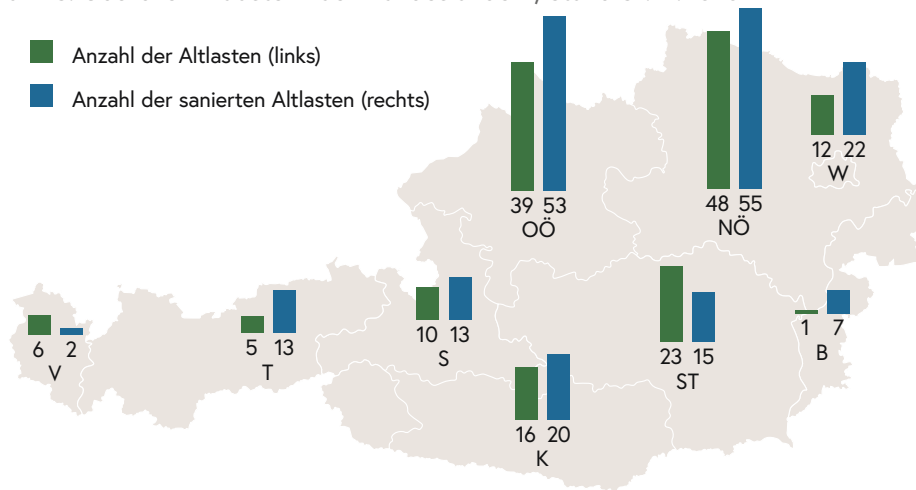 Anzahl der Altlasten (links)
Anzahl der sanierten Altlasten (rechts)
12 22
W
39 53
OÖ
48 55
NÖ
6 2
V
5 13
T
10 13
S
23 15
ST
1 7
B
16 20
K